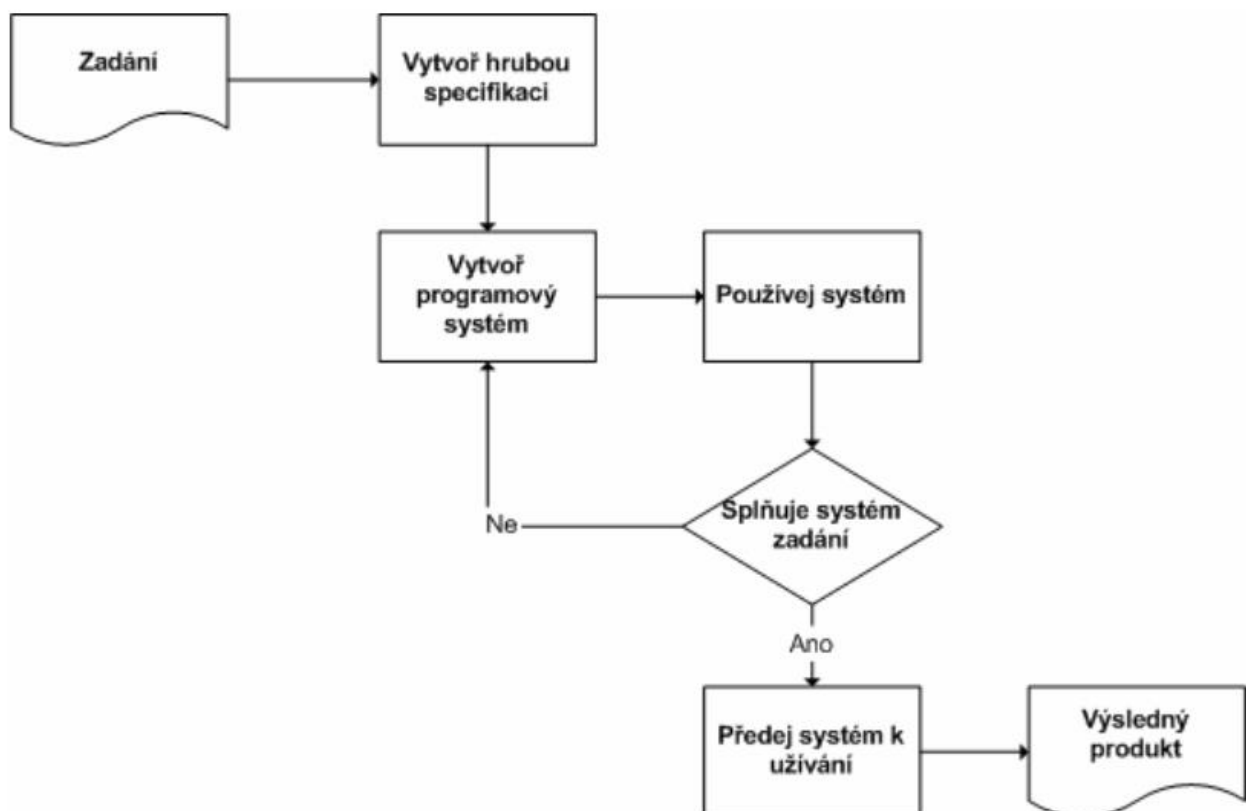 Zadání
Vytvoř hrubou
specifikaci
Vytvoř
programový
systém
Používej systém
Splňuje systém
zadání
Ne
Ano
Předej systém k
užívání
Výsledný
produkt